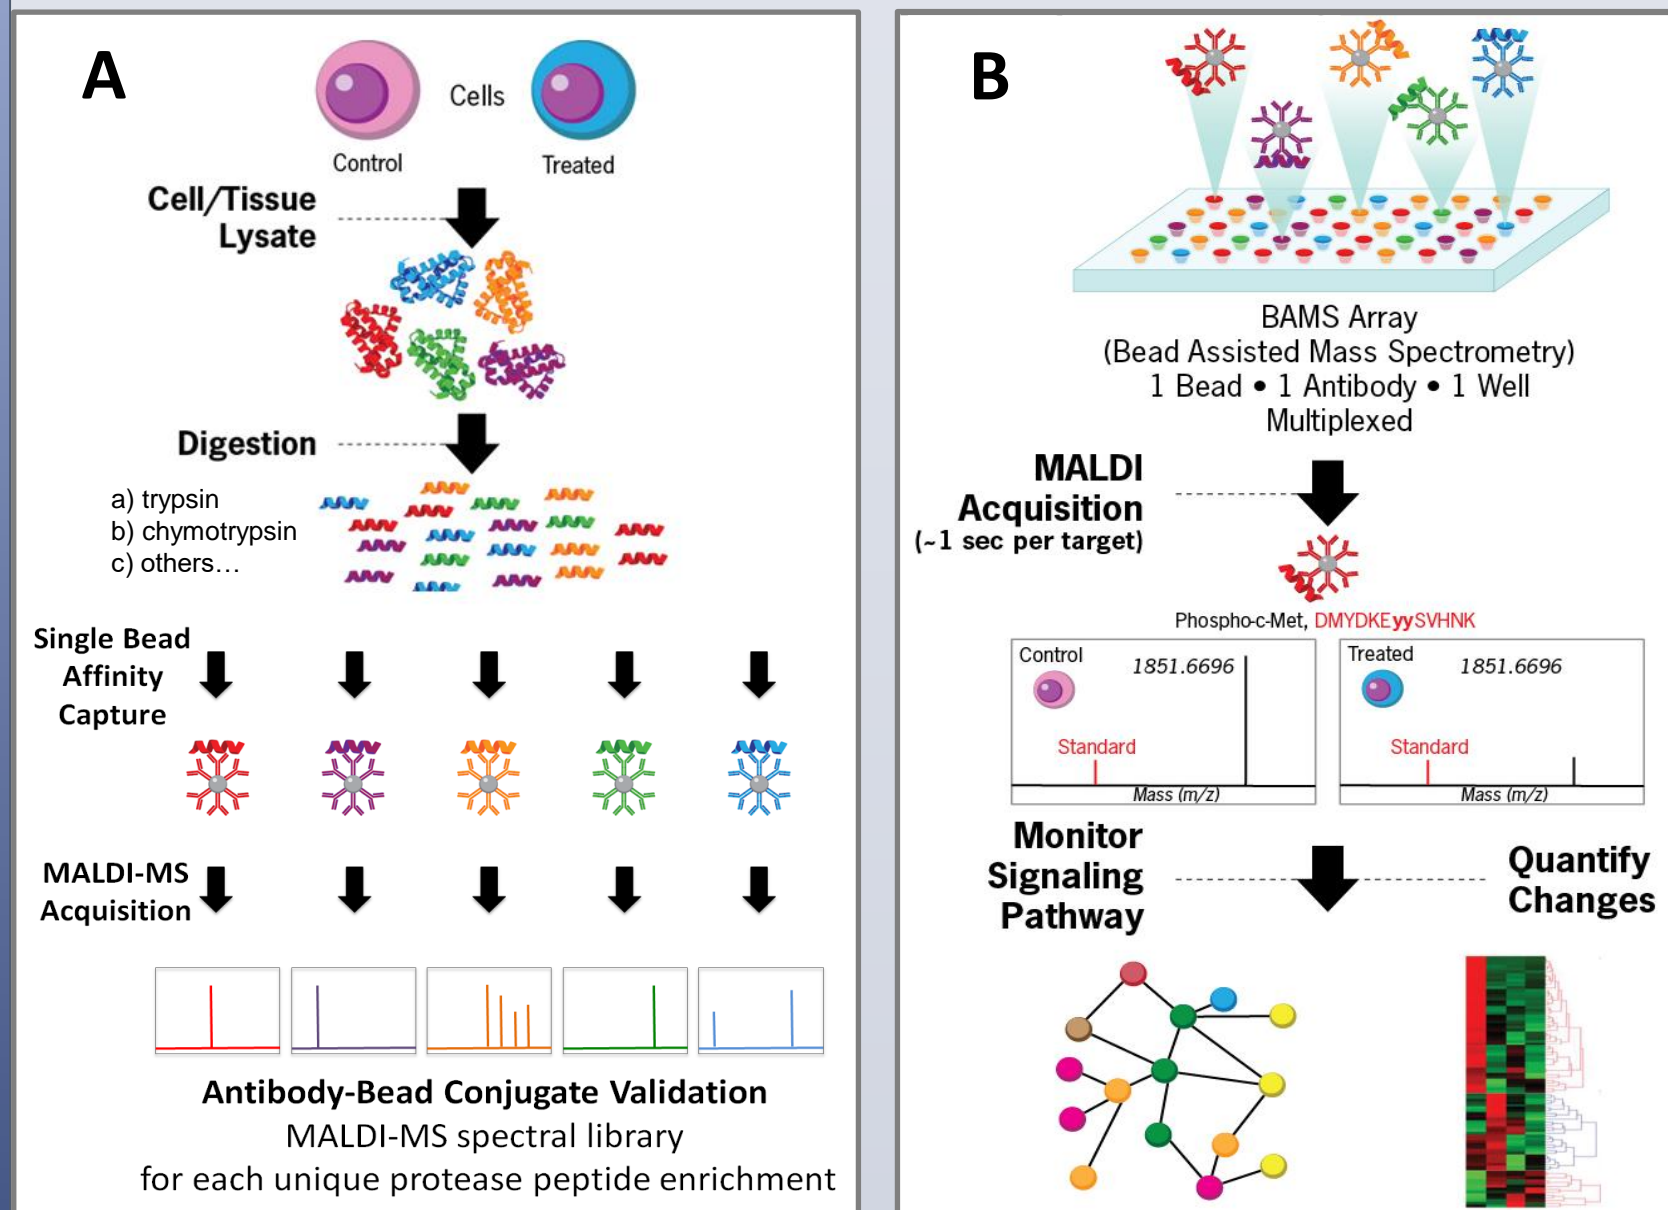 A
Cells
Control
Treated
Cell/Tissue
Lysate
Digestion
a) trypsin
b) chymotrypsin
c) others…
Single Bead
Affinity
Capture
MALDI-MS
Acquisition
Antibody-Bead Conjugate Validation
MALDI-MS spectral library
for each unique protease peptide enrichment
B
BAMS Array
(Bead Assisted Mass Spectrometry)
1 Bead • 1 Antibody • 1 Well
Multiplexed
MALDI
Acquisition
(~1 sec per target)
Phospho-c-Met, DMYDKEyySVHNK
Control
1851.6696
Standard
Mass (m/z)
Treated
1851.6696
Standard
Mass (m/z)
Monitor
Signaling
Pathway
Quantify
Changes